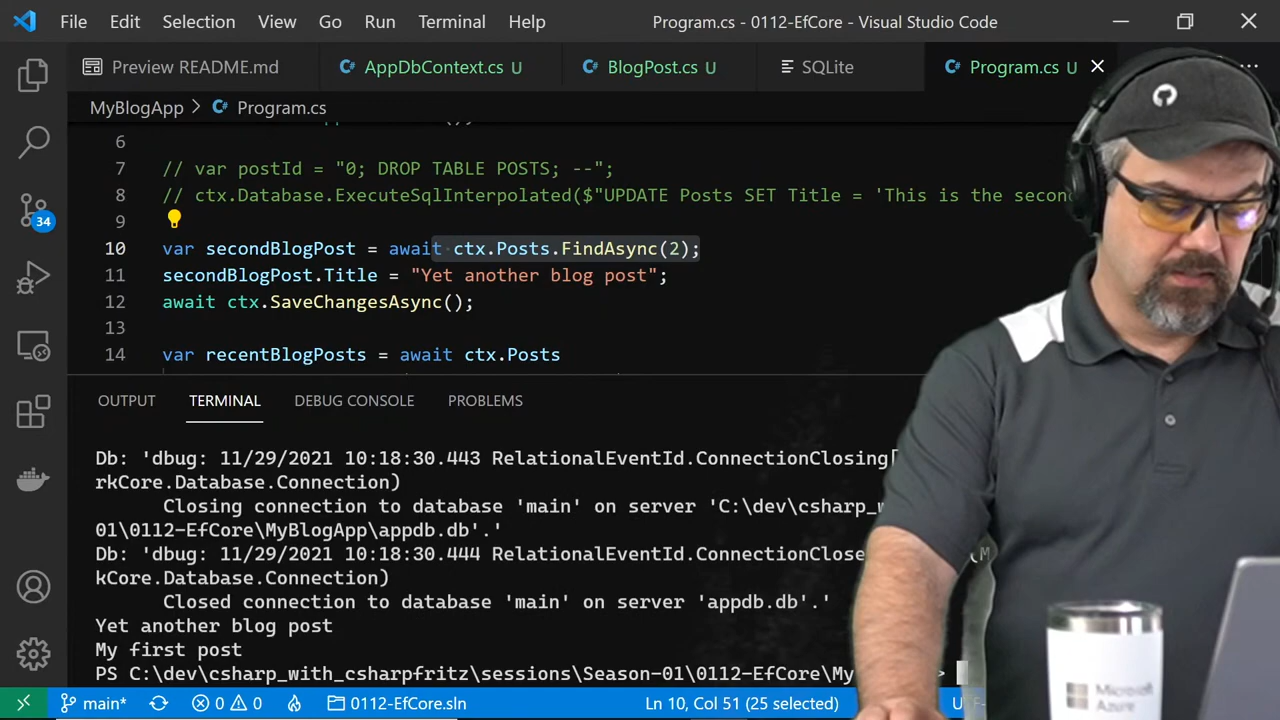 File Edit Selection View Go Run Terminal Help Program.cs - 0112-EfCore - Visual Studio Code
Preview README.md AppDbContext.cs U BlogPost.cs U SQLite Program.cs U
MyBlogApp > Program.cs
6
7 // var postId = "0; DROP TABLE POSTS; --";
8 // ctx.Database.ExecuteSqlInterpolated($"UPDATE Posts SET Title = 'This is the second
9
10 var secondBlogPost = await ctx.Posts.FindAsync(2);
11 secondBlogPost.Title = "Yet another blog post";
12 await ctx.SaveChangesAsync();
13
14 var recentBlogPosts = await ctx.Posts
OUTPUT TERMINAL DEBUG CONSOLE PROBLEMS
Db: 'dbug: 11/29/2021 10:18:30.443 RelationalEventId.ConnectionClosing[
rkCore.Database.Connection)
Closing connection to database 'main' on server 'C:\dev\csharp_w
01\0112-EfCore\MyBlogApp\appdb.db'.'
Db: 'dbug: 11/29/2021 10:18:30.444 RelationalEventId.ConnectionClose (M
kCore.Database.Connection)
Closed connection to database 'main' on server 'appdb.db'.'
Yet another blog post
My first post
PS C:\dev\csharp_with_csharpfritz\sessions\Season-01\0112-EfCore\My >
34
main* 0 0 0112-EfCore.sln Ln 10, Col 51 (25 selected)
Microsoft
Azure